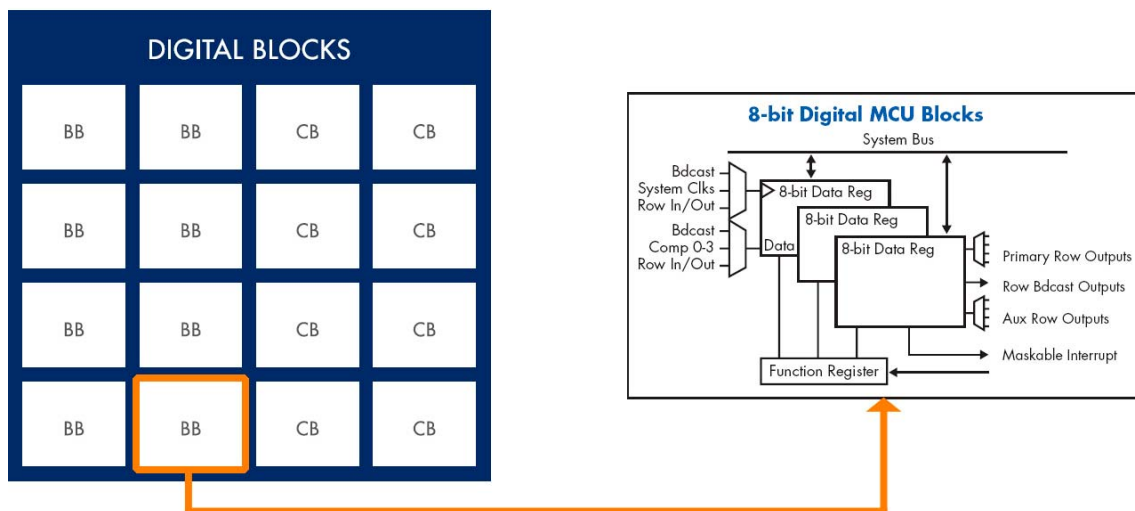 DIGITAL BLOCKS
BB BB CB CB
BB BB CB CB
BB BB CB CB
BB BB CB CB
8-bit Digital MCU Blocks
System Bus
Bdcast
System Clks
Row In/Out
Bdcast
Comp 0-3
Row In/Out
8-bit Data Reg
Data
8-bit Data Reg
8-bit Data Reg
Primary Row Outputs
Row Bdcast Outputs
Aux Row Outputs
Maskable Interrupt
Function Register